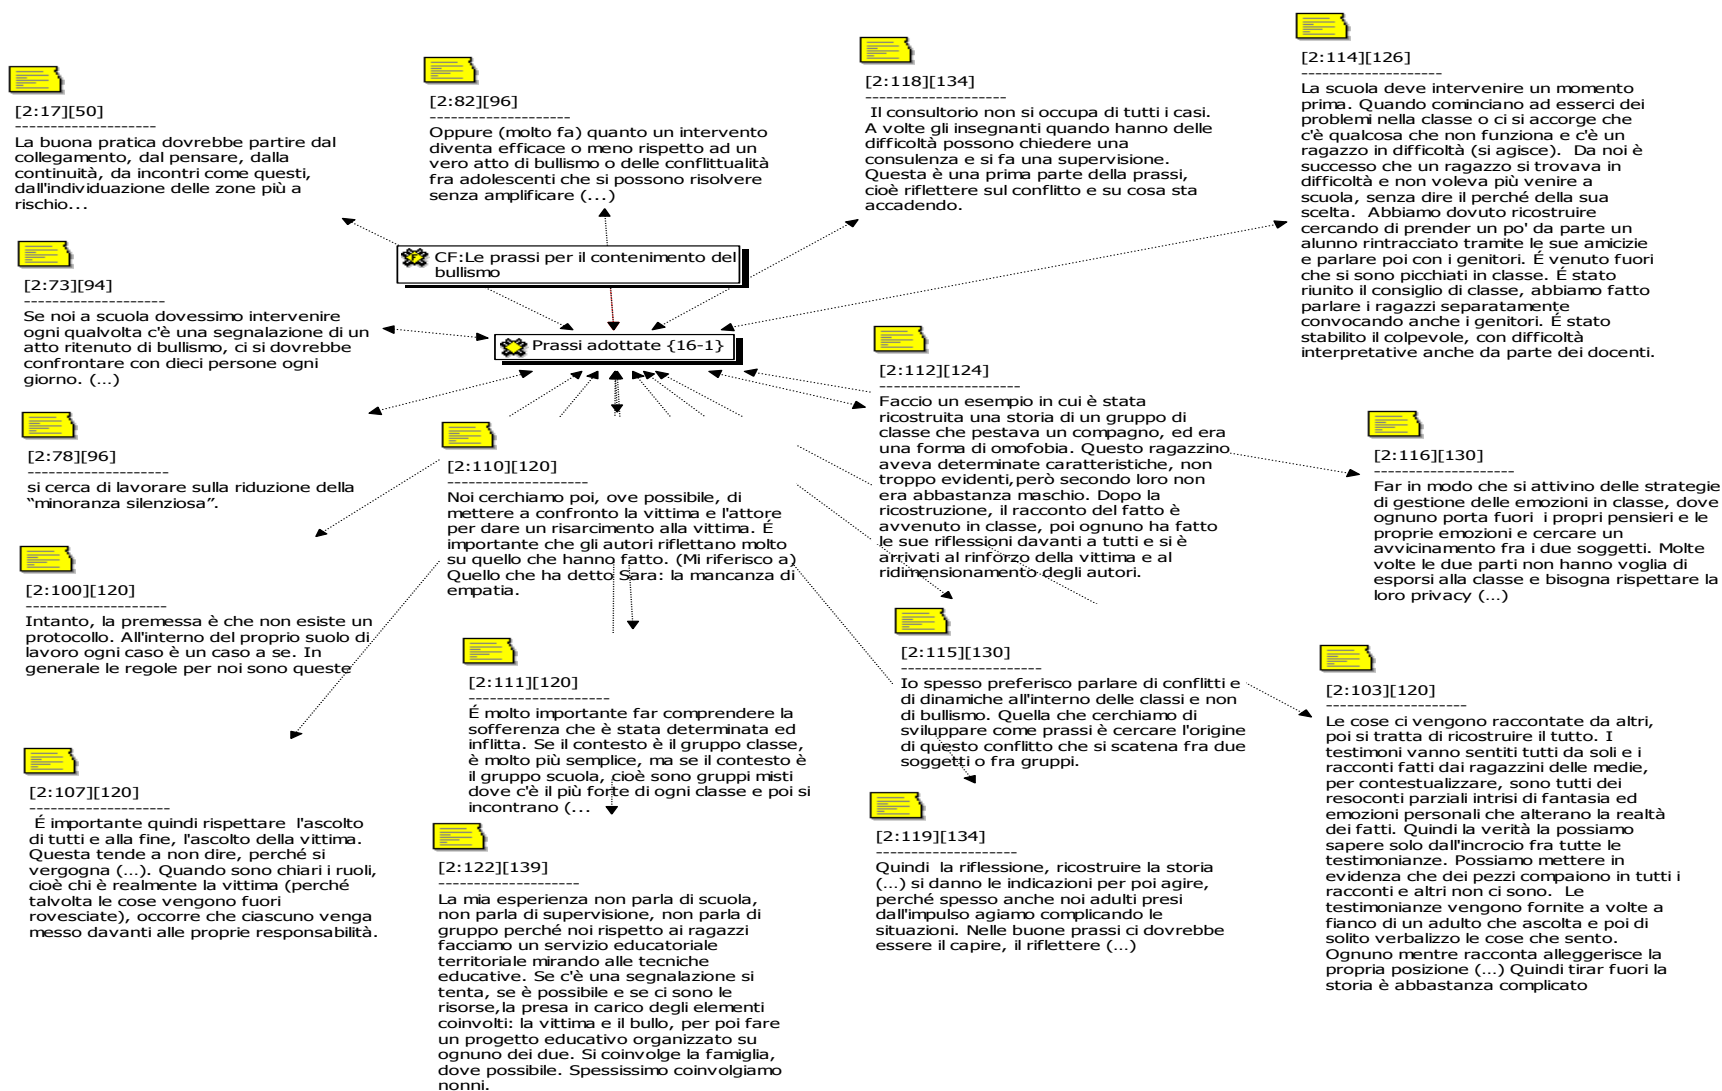 [2:17][50]
--------------------
La buona pratica dovrebbe partire dal
collegamento, dal pensare, dalla
continuità, da incontri come questi,
dall'individuazione delle zone più a
rischio...
[2:82][96]
--------------------
Oppure (molto fa) quanto un intervento
diventa efficace o meno rispetto ad un
vero atto di bullismo o delle conflittualità
fra adolescenti che si possono risolvere
senza amplificare (...)
[2:118][134]
--------------------
Il consultorio non si occupa di tutti i casi.
A volte gli insegnanti quando hanno delle
difficoltà possono chiedere una
consulenza e si fa una supervisione.
Questa è una prima parte della prassi,
cioè riflettere sul conflitto e su cosa sta
accadendo.
[2:114][126]
--------------------
La scuola deve intervenire un momento
prima. Quando cominciano ad esserci dei
problemi nella classe o ci si accorge che
c'è qualcosa che non funziona e c'è un
ragazzo in difficoltà (si agisce).  Da noi è
successo che un ragazzo si trovava in
difficoltà e non voleva più venire a
scuola, senza dire il perché della sua
scelta.  Abbiamo dovuto ricostruire
cercando di prender un po' da parte un
alunno rintracciato tramite le sue amicizie
e parlare poi con i genitori. É venuto fuori
che si sono picchiati in classe. É stato
riunito il consiglio di classe, abbiamo fatto
parlare i ragazzi separatamente
convocando anche i genitori. É stato
stabilito il colpevole, con difficoltà
interpretative anche da parte dei docenti.
CF:Le prassi per il contenimento del
bullismo
Prassi adottate {16-1}
[2:73][94]
--------------------
Se noi a scuola dovessimo intervenire
ogni qualvolta c'è una segnalazione di un
atto ritenuto di bullismo, ci si dovrebbe
confrontare con dieci persone ogni
giorno. (...)
[2:78][96]
--------------------
si cerca di lavorare sulla riduzione della
“minoranza silenziosa”.
[2:110][120]
--------------------
Noi cerchiamo poi, ove possibile, di
mettere a confronto la vittima e l'attore
per dare un risarcimento alla vittima. É
importante che gli autori riflettano molto
su quello che hanno fatto. (Mi riferisco a)
Quello che ha detto Sara: la mancanza di
empatia.
[2:112][124]
--------------------
Faccio un esempio in cui è stata
ricostruita una storia di un gruppo di
classe che pestava un compagno, ed era
una forma di omofobia. Questo ragazzino
aveva determinate caratteristiche, non
troppo evidenti,però secondo loro non
era abbastanza maschio. Dopo la
ricostruzione, il racconto del fatto è
avvenuto in classe, poi ognuno ha fatto
le sue riflessioni davanti a tutti e si è
arrivati al rinforzo della vittima e al
ridimensionamento degli autori.
[2:116][130]
--------------------
Far in modo che si attivino delle strategie
di gestione delle emozioni in classe, dove
ognuno porta fuori  i propri pensieri e le
proprie emozioni e cercare un
avvicinamento fra i due soggetti. Molte
volte le due parti non hanno voglia di
esporsi alla classe e bisogna rispettare la
loro privacy (...)
[2:100][120]
--------------------
Intanto, la premessa è che non esiste un
protocollo. All'interno del proprio suolo di
lavoro ogni caso è un caso a se. In
generale le regole per noi sono queste
[2:111][120]
--------------------
É molto importante far comprendere la
sofferenza che è stata determinata ed
inflitta. Se il contesto è il gruppo classe,
è molto più semplice, ma se il contesto è
il gruppo scuola, cioè sono gruppi misti
dove c'è il più forte di ogni classe e poi si
incontrano (...
[2:115][130]
--------------------
Io spesso preferisco parlare di conflitti e
di dinamiche all'interno delle classi e non
di bullismo. Quella che cerchiamo di
sviluppare come prassi è cercare l'origine
di questo conflitto che si scatena fra due
soggetti o fra gruppi.
[2:103][120]
--------------------
Le cose ci vengono raccontate da altri,
poi si tratta di ricostruire il tutto. I
testimoni vanno sentiti tutti da soli e i
racconti fatti dai ragazzini delle medie,
per contestualizzare, sono tutti dei
resoconti parziali intrisi di fantasia ed
emozioni personali che alterano la realtà
dei fatti. Quindi la verità la possiamo
sapere solo dall'incrocio fra tutte le
testimonianze. Possiamo mettere in
evidenza che dei pezzi compaiono in tutti i
racconti e altri non ci sono.  Le
testimonianze vengono fornite a volte a
fianco di un adulto che ascolta e poi di
solito verbalizzo le cose che sento.
Ognuno mentre racconta alleggerisce la
propria posizione (...) Quindi tirar fuori la
storia è abbastanza complicato
[2:107][120]
--------------------
É importante quindi rispettare  l'ascolto
di tutti e alla fine, l'ascolto della vittima.
Questa tende a non dire, perché si
vergogna (...). Quando sono chiari i ruoli,
cioè chi è realmente la vittima (perché
talvolta le cose vengono fuori
rovesciate), occorre che ciascuno venga
messo davanti alle proprie responsabilità.
[2:122][139]
--------------------
La mia esperienza non parla di scuola,
non parla di supervisione, non parla di
gruppo perché noi rispetto ai ragazzi
facciamo un servizio educatoriale
territoriale mirando alle tecniche
educative. Se c'è una segnalazione si
tenta, se è possibile e se ci sono le
risorse,la presa in carico degli elementi
coinvolti: la vittima e il bullo, per poi fare
un progetto educativo organizzato su
ognuno dei due. Si coinvolge la famiglia,
dove possibile. Spessissimo coinvolgiamo
nonni.
[2:119][134]
--------------------
Quindi  la riflessione, ricostruire la storia
(...) si danno le indicazioni per poi agire,
perché spesso anche noi adulti presi
dall'impulso agiamo complicando le
situazioni. Nelle buone prassi ci dovrebbe
essere il capire, il riflettere (...)